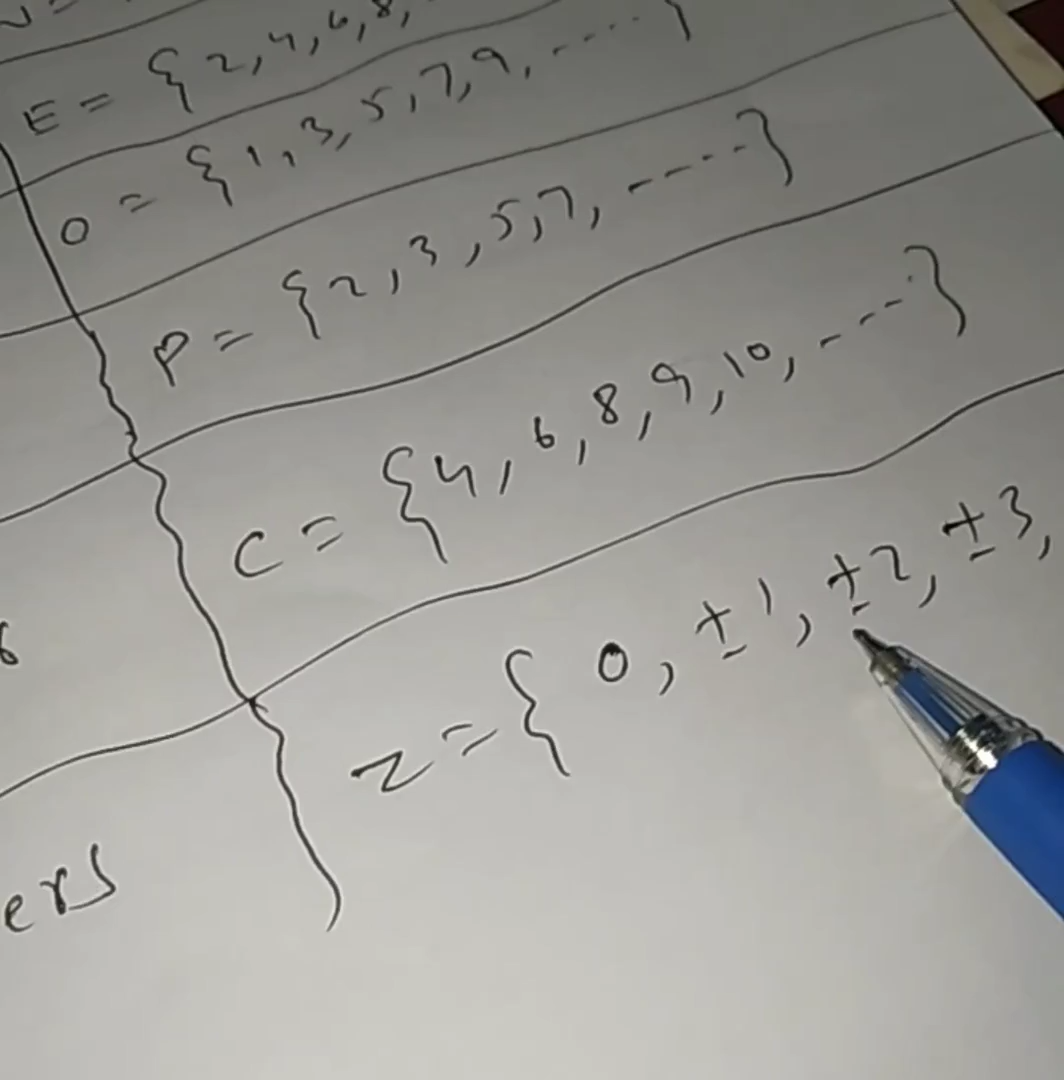 E = {2, 4, 6, 8,
O = {1, 3, 5, 7, 9, ....}
P = {2, 3, 5, 7, ----}
C = {4, 6, 8, 9, 10, ----}
6
Z = {0, ±1, ±2, ±3,
ers